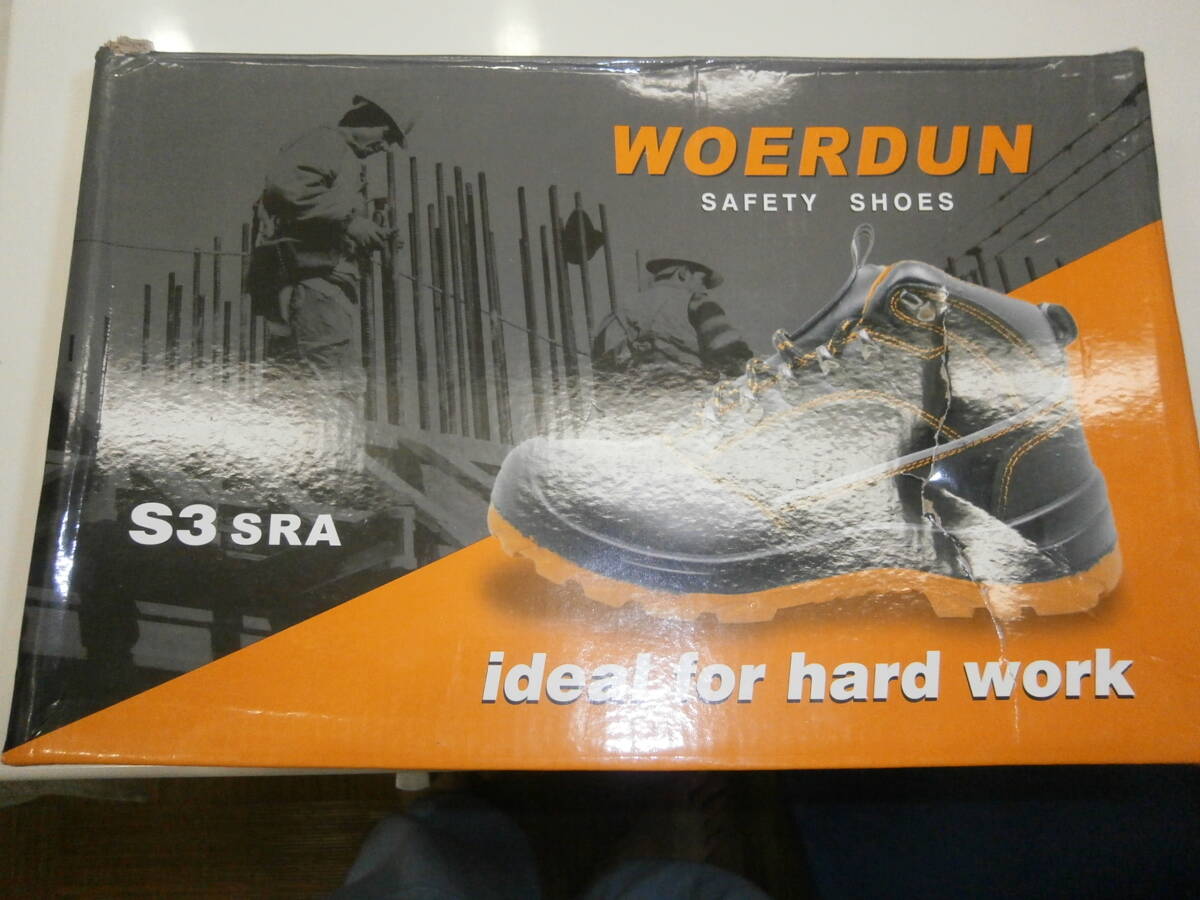 WOERDUN
SAFETY SHOES
S3 SRA
ideal for hard work